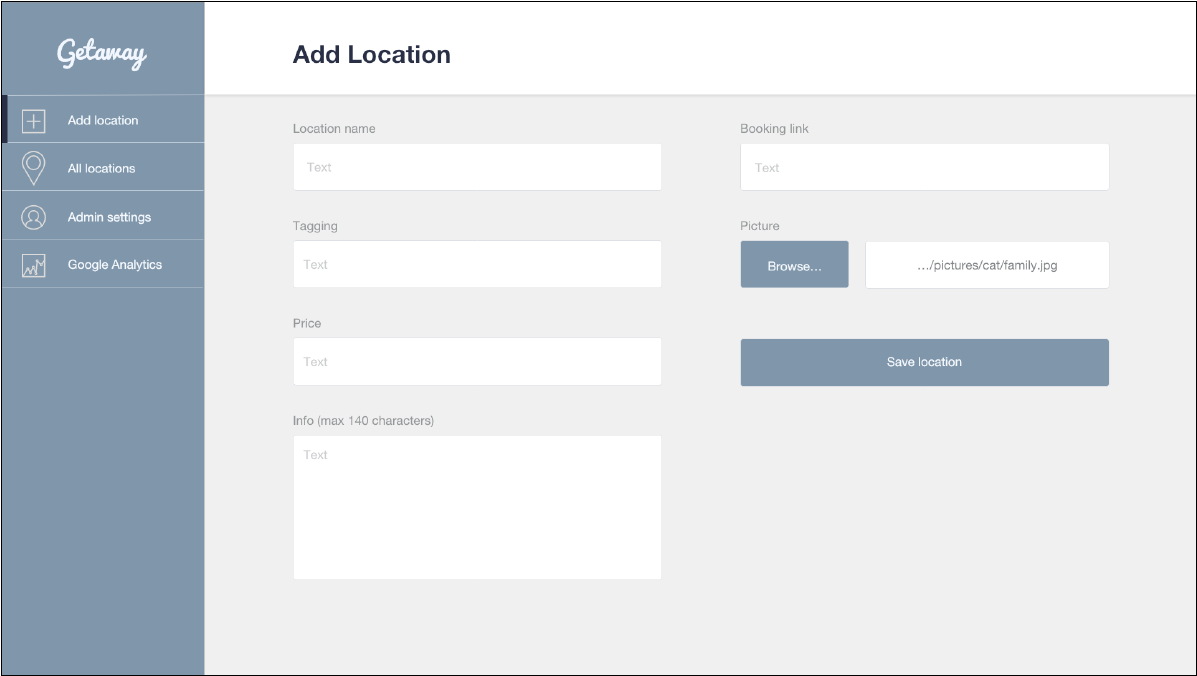 Getaway
Add location
All locations
Admin settings
Google Analytics
Add Location
Location name
Text
Tagging
Text
Price
Text
Info (max 140 characters)
Text
Booking link
Text
Picture
Browse...
.../pictures/cat/family.jpg
Save location